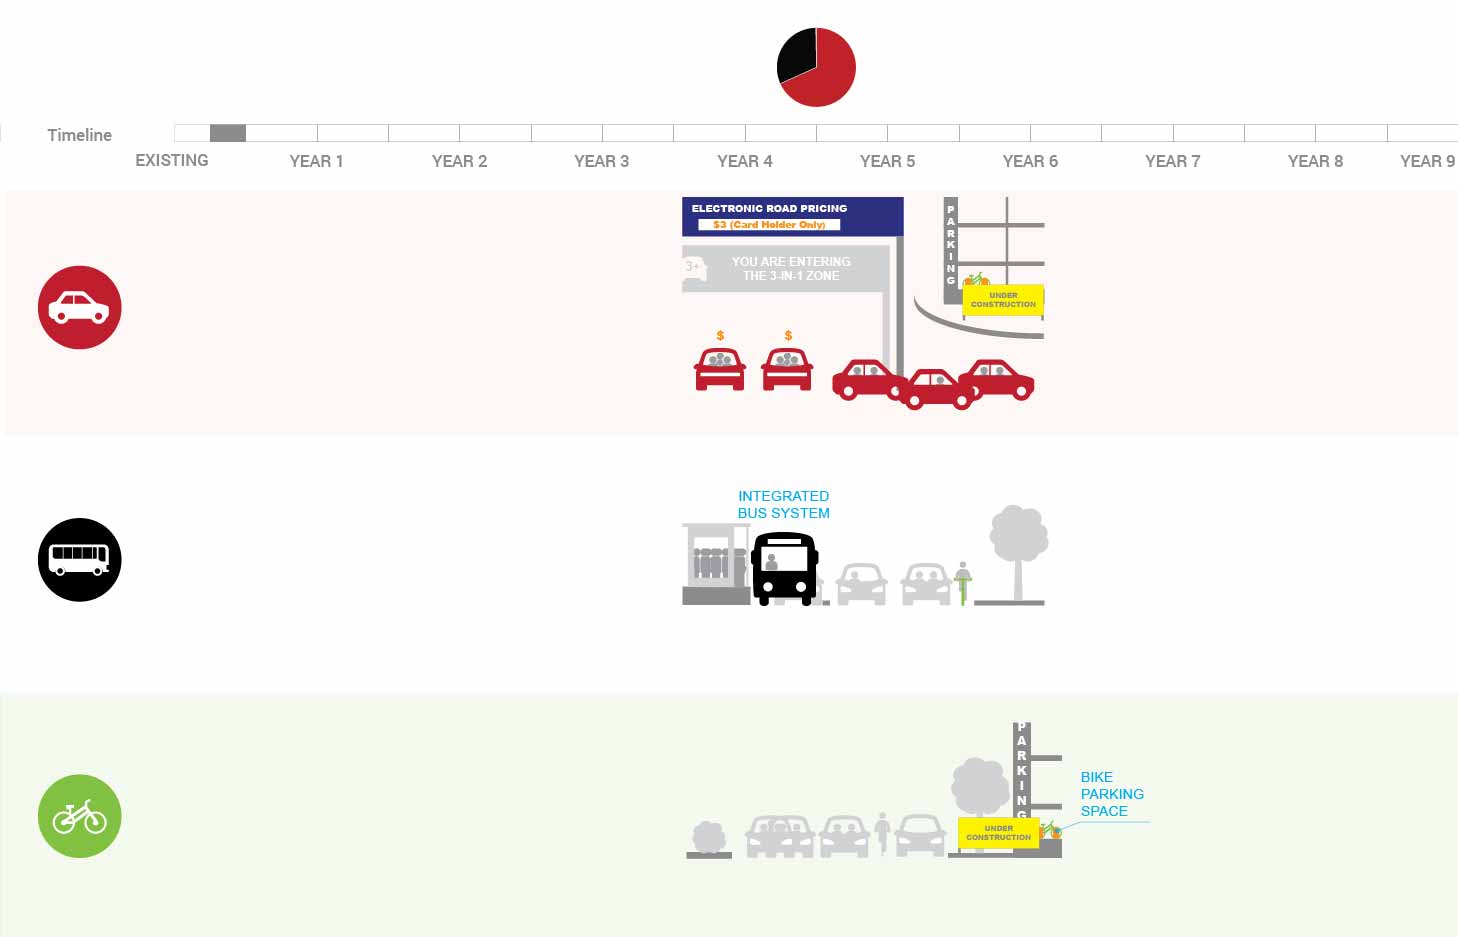 Timeline
EXISTING
YEAR 1
YEAR 2
YEAR 3
YEAR 4
YEAR 5
YEAR 6
YEAR 7
YEAR 8
YEAR 9
ELECTRONIC ROAD PRICING
$3 (Card Holder Only)
3+
YOU ARE ENTERING
THE 3-IN-1 ZONE
PARKING
UNDER
CONSTRUCTION
$
$
INTEGRATED
BUS SYSTEM
PARKING
UNDER
CONSTRUCTION
BIKE
PARKING
SPACE